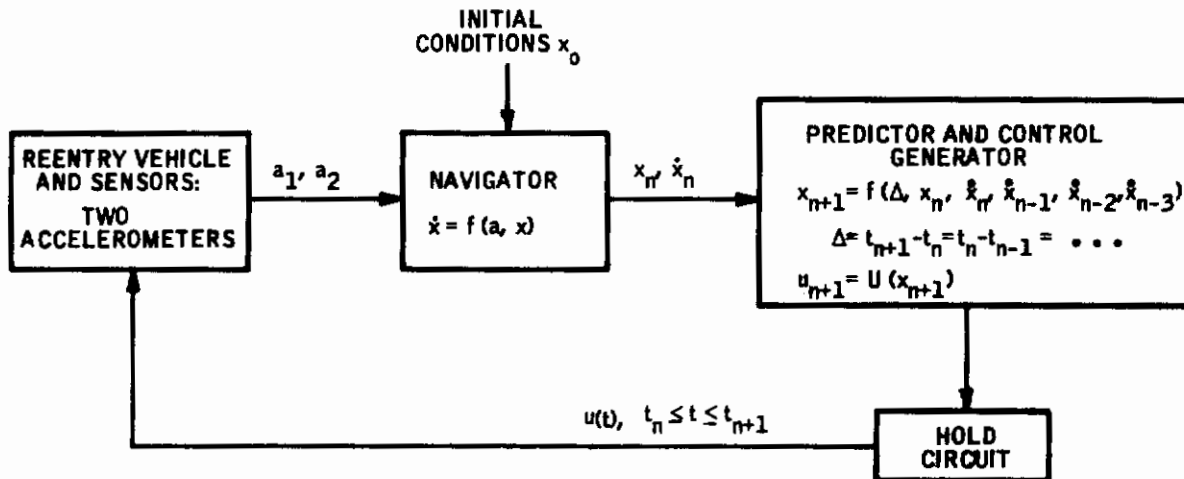 INITIAL
CONDITIONS x₀
REENTRY VEHICLE
AND SENSORS:
TWO
ACCELEROMETERS
a₁, a₂
NAVIGATOR
ẋ = f (a, x)
xₙ, ẋₙ
PREDICTOR AND CONTROL
GENERATOR
xₙ₊₁ = f (Δ, xₙ, ẋₙ, ẋₙ₋₁, ẋₙ₋₂, ẋₙ₋₃)
Δ = tₙ₊₁ - tₙ = tₙ - tₙ₋₁ = • • •
uₙ₊₁ = U (xₙ₊₁)
u(t), tₙ ≤ t ≤ tₙ₊₁
HOLD
CIRCUIT